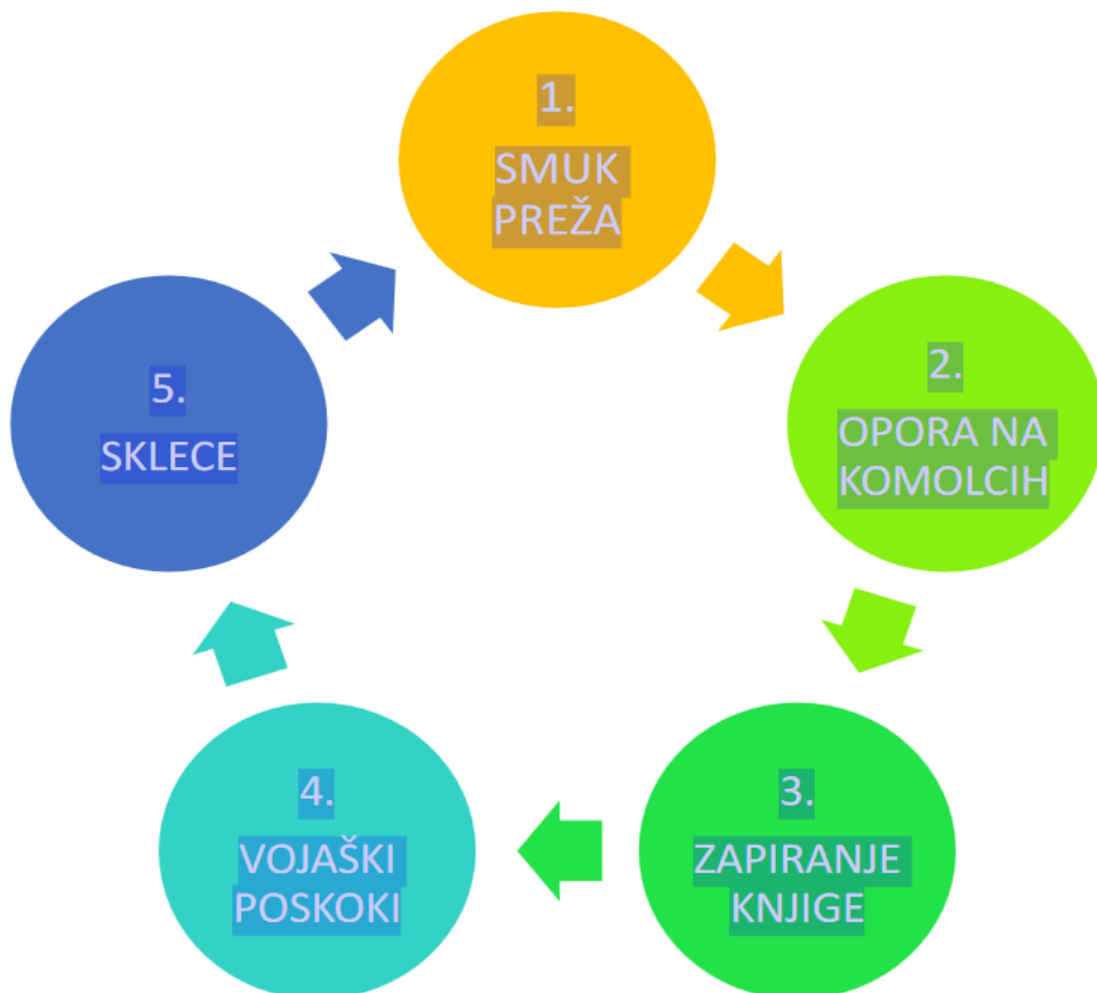 1.
SMUK
PREŽA
2.
OPORA NA
KOMOLCIH
3.
ZAPIRANJE
KNJIGE
4.
VOJAŠKI
POSKOKI
5.
SKLECE